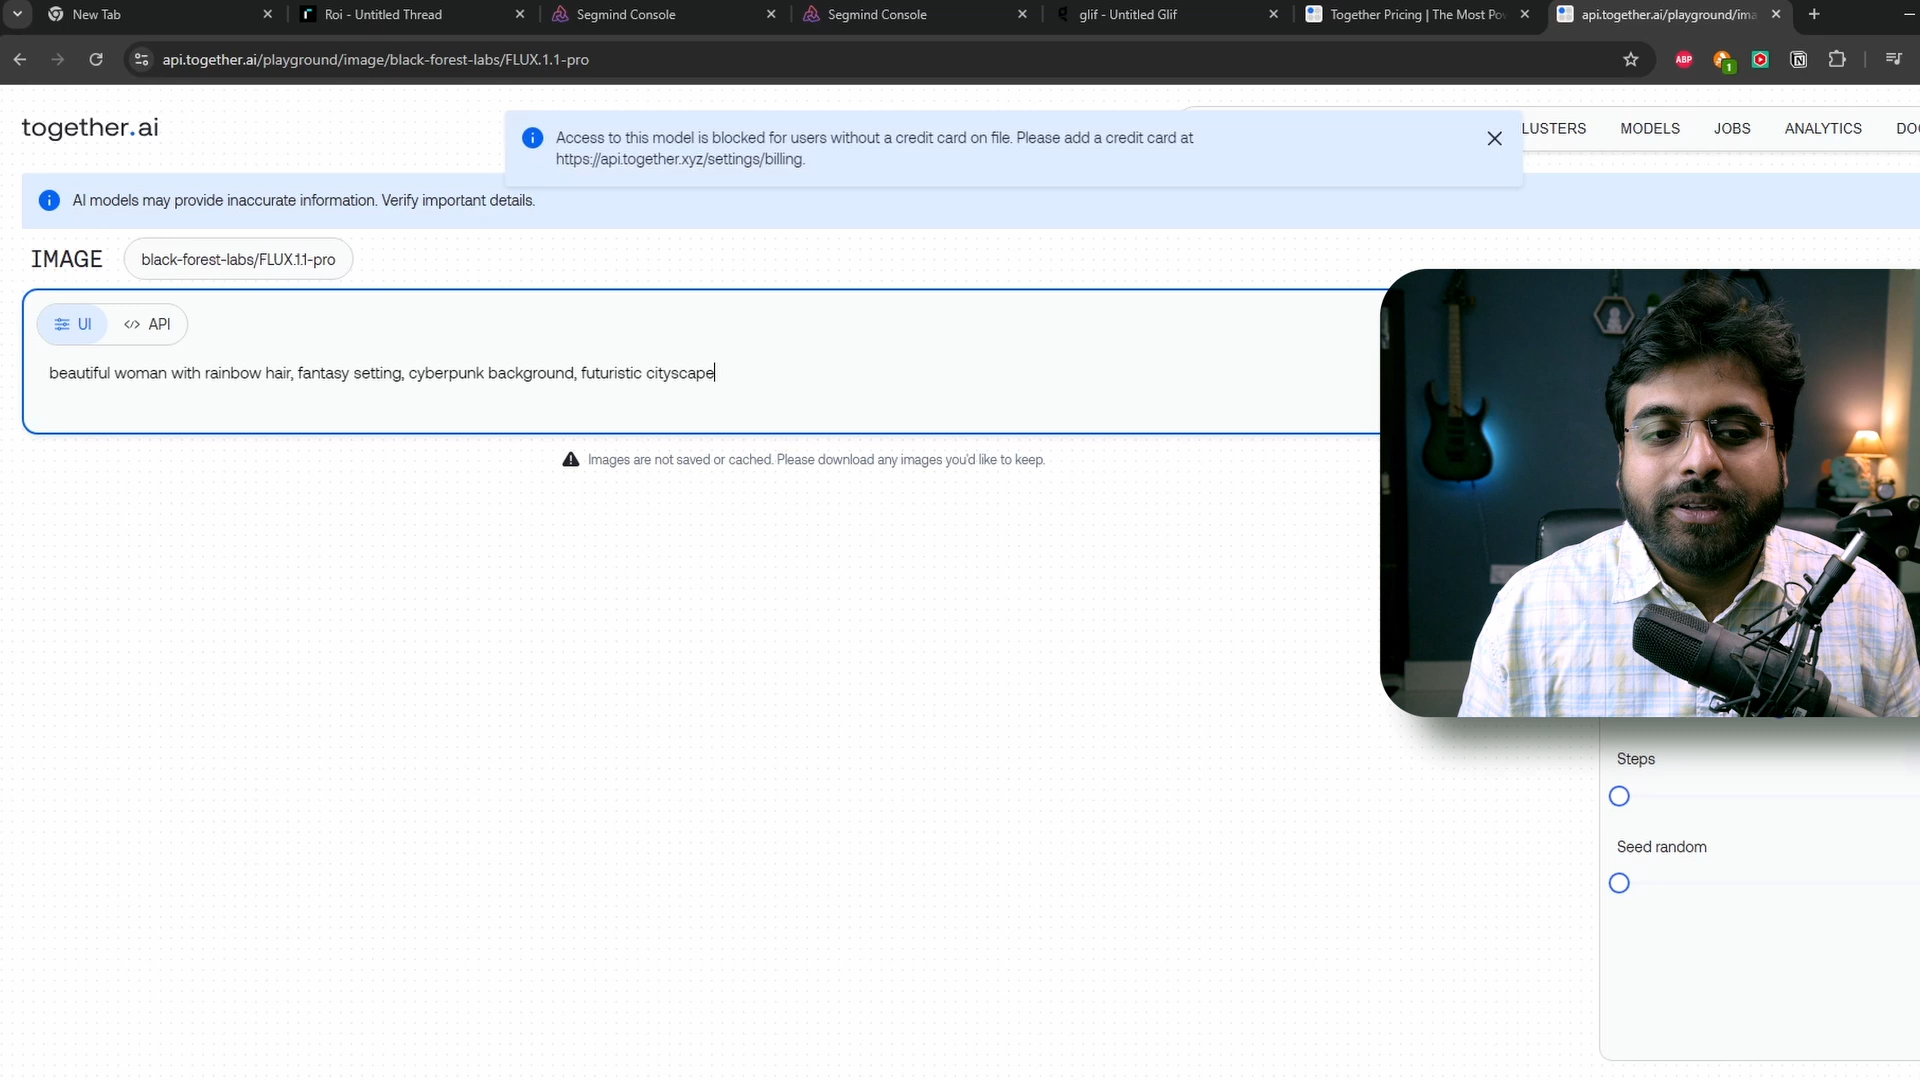 New Tab
Roi - Untitled Thread
Segmind Console
Segmind Console
glif - Untitled Glif
Together Pricing | The Most Po
api.together.ai/playground/ima
api.together.ai/playground/image/black-forest-labs/FLUX.1.1-pro
ABP
1
together.ai
Access to this model is blocked for users without a credit card on file. Please add a credit card at
https://api.together.xyz/settings/billing.
LUSTERS
MODELS
JOBS
ANALYTICS
DO
AI models may provide inaccurate information. Verify important details.
IMAGE
black-forest-labs/FLUX.1.1-pro
UI
API
beautiful woman with rainbow hair, fantasy setting, cyberpunk background, futuristic cityscape
Images are not saved or cached. Please download any images you'd like to keep.
Steps
Seed random